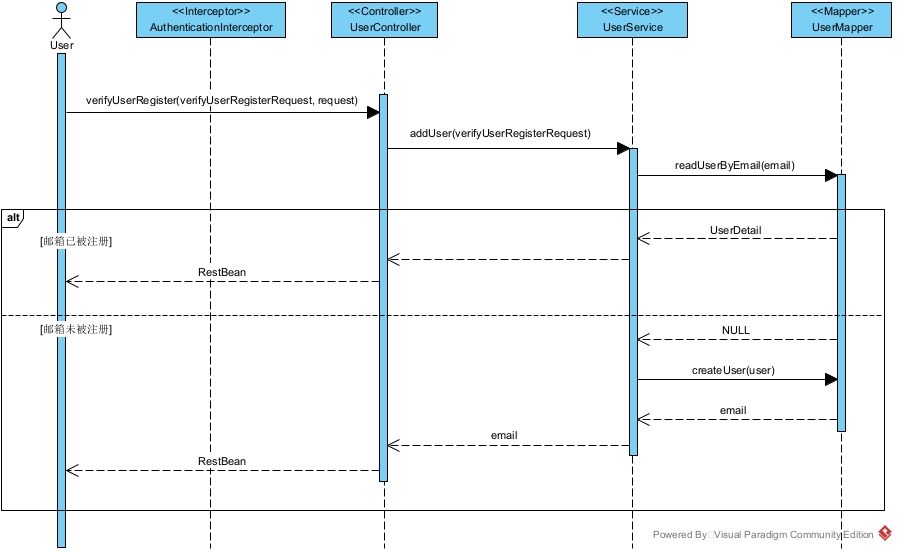 <<Interceptor>>
AuthenticationInterceptor
<<Controller>>
UserController
<<Service>>
UserService
<<Mapper>>
UserMapper
User
verifyUserRegister(verifyUserRegisterRequest, request)
addUser(verifyUserRegisterRequest)
readUserByEmail(email)
alt
[邮箱已被注册]
UserDetail
RestBean
[邮箱未被注册]
NULL
createUser(user)
email
email
RestBean
Powered By Visual Paradigm Community Edition